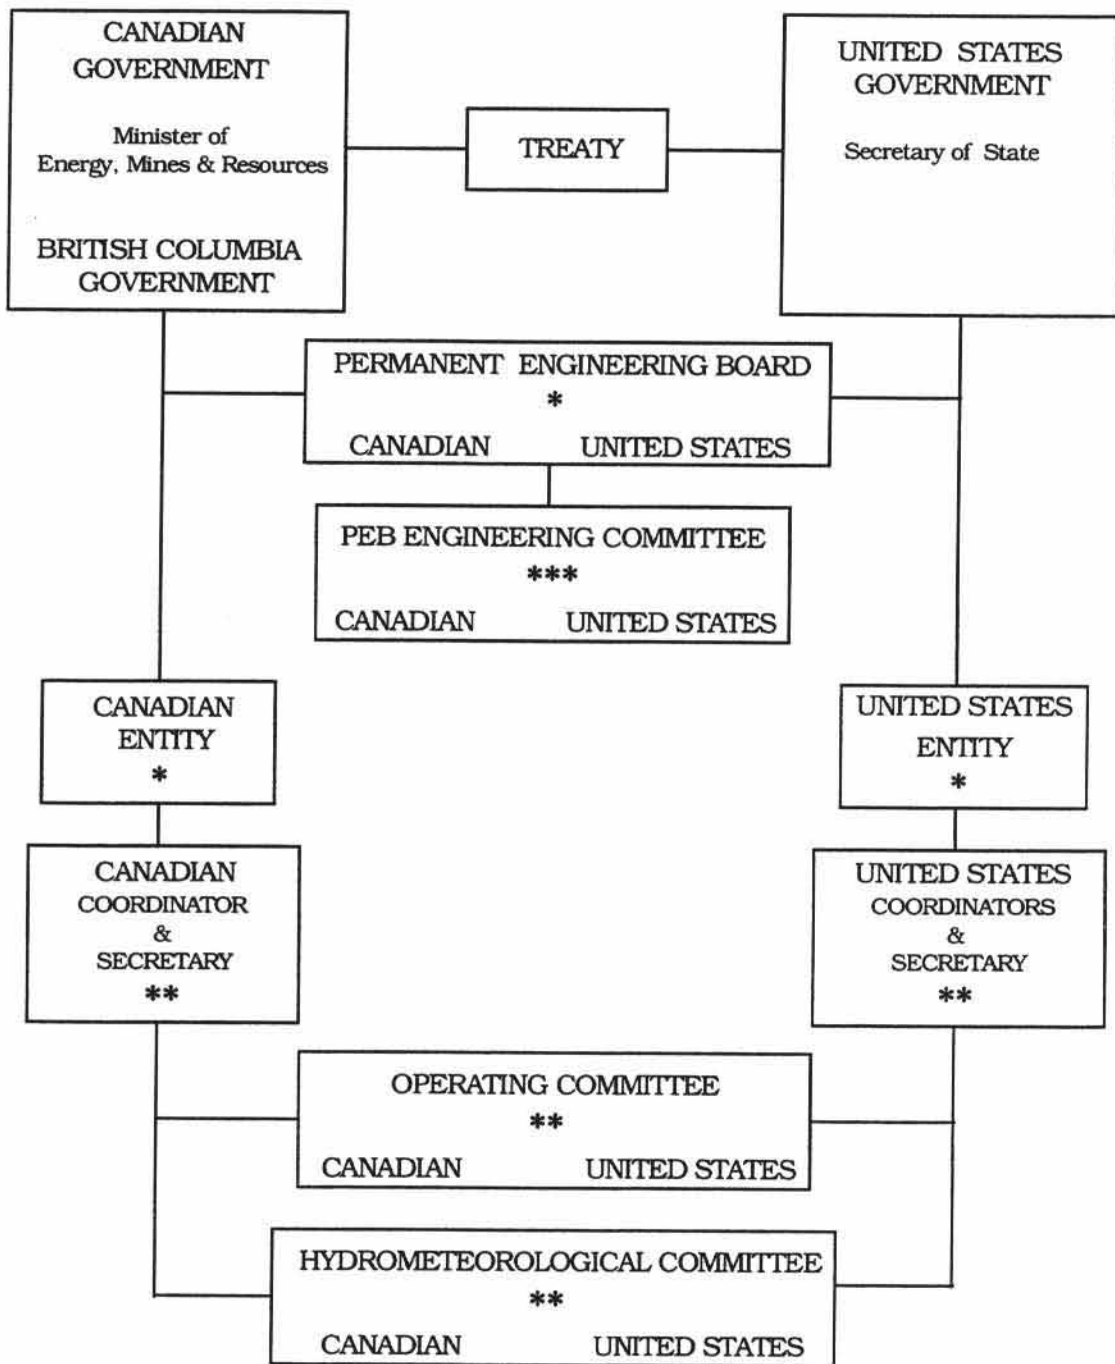 CANADIAN
GOVERNMENT
Minister of
Energy, Mines & Resources
BRITISH COLUMBIA
GOVERNMENT
TREATY
UNITED STATES
GOVERNMENT
Secretary of State
PERMANENT ENGINEERING BOARD
*
CANADIAN UNITED STATES
PEB ENGINEERING COMMITTEE
***
CANADIAN UNITED STATES
CANADIAN
ENTITY
*
UNITED STATES
ENTITY
*
CANADIAN
COORDINATOR
&
SECRETARY
**
UNITED STATES
COORDINATORS
&
SECRETARY
**
OPERATING COMMITTEE
**
CANADIAN UNITED STATES
HYDROMETEOROLOGICAL COMMITTEE
**
CANADIAN UNITED STATES